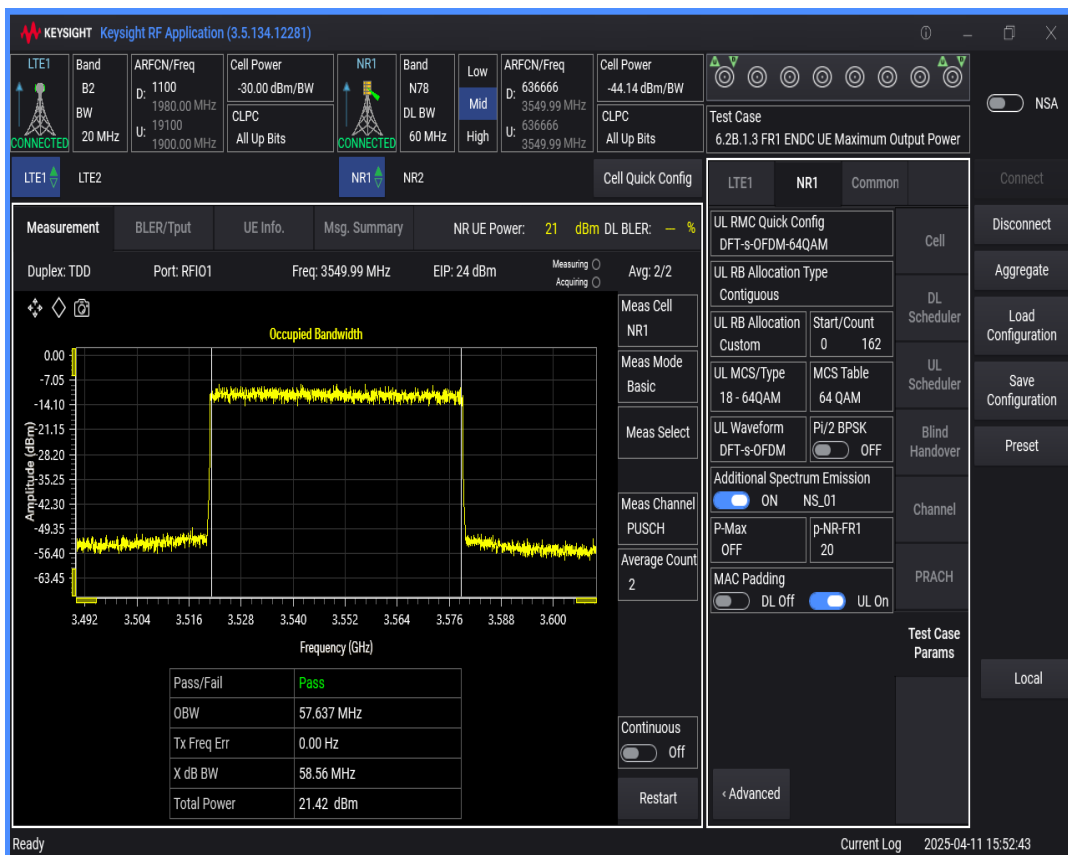 KEYSIGHT Keysight RF Application (3.5.134.12281)
LTE1 Band ARFCN/Freq Cell Power NR1 Band Low ARFCN/Freq Cell Power
B2 D: 1100 -30.00 dBm/BW N78 Mid D: 636666 -44.14 dBm/BW
BW 1980.00 MHz CLPC DL BW High 3549.99 MHz CLPC
CONNECTED 20 MHz U: 19100 All Up Bits CONNECTED 60 MHz U: 636666 All Up Bits
1900.00 MHz 3549.99 MHz
Test Case
6.2B.1.3 FR1 ENDC UE Maximum Output Power
NSA
LTE1 LTE2 NR1 NR2 Cell Quick Config
Measurement BLER/Tput UE Info. Msg. Summary NR UE Power: 21 dBm DL BLER: — %
Duplex: TDD Port: RFIO1 Freq: 3549.99 MHz EIP: 24 dBm Measuring Avg: 2/2
Acquiring
Occupied Bandwidth
Amplitude (dBm)
0.00
-7.05
-14.10
-21.15
-28.20
-35.25
-42.30
-49.35
-56.40
-63.45
3.492 3.504 3.516 3.528 3.540 3.552 3.564 3.576 3.588 3.600
Frequency (GHz)
Pass/Fail Pass
OBW 57.637 MHz
Tx Freq Err 0.00 Hz
X dB BW 58.56 MHz
Total Power 21.42 dBm
Meas Cell
NR1
Meas Mode
Basic
Meas Select
Meas Channel
PUSCH
Average Count
2
Continuous
Off
Restart
LTE1 NR1 Common
UL RMC Quick Config
DFT-s-OFDM-64QAM
UL RB Allocation Type
Contiguous
UL RB Allocation Start/Count
Custom 0 162
UL MCS/Type MCS Table
18 - 64QAM 64 QAM
UL Waveform Pi/2 BPSK
DFT-s-OFDM OFF
Additional Spectrum Emission
ON NS_01
P-Max p-NR-FR1
OFF 20
MAC Padding
DL Off UL On
‹ Advanced
Cell
DL
Scheduler
UL
Scheduler
Blind
Handover
Channel
PRACH
Test Case
Params
Connect
Disconnect
Aggregate
Load
Configuration
Save
Configuration
Preset
Local
Ready Current Log 2025-04-11 15:52:43